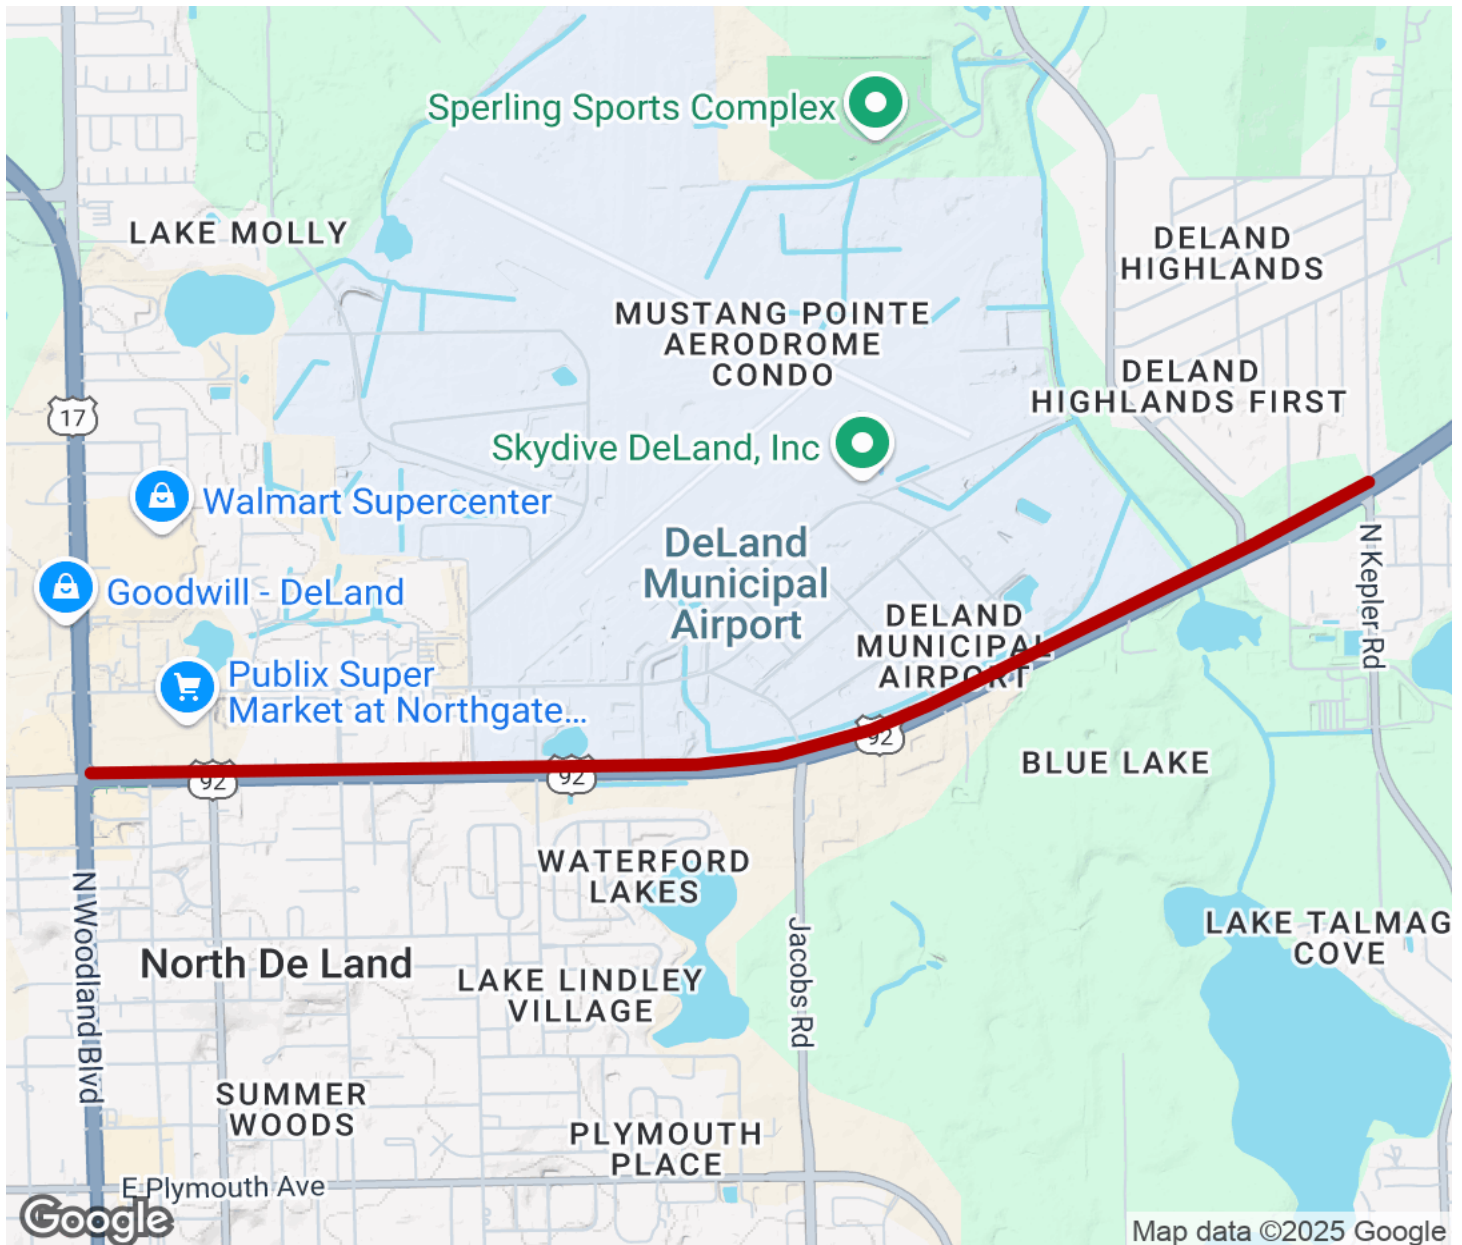 Sperling Sports Complex
LAKE MOLLY
DELAND
HIGHLANDS
MUSTANG POINTE
AERODROME
CONDO
DELAND
HIGHLANDS FIRST
17
Skydive DeLand, Inc
Walmart Supercenter
DeLand
Municipal
Airport
N Kepler Rd
Goodwill - DeLand
DELAND
MUNICIPAL
AIRPORT
Publix Super
Market at Northgate...
92
92
92
BLUE LAKE
WATERFORD
LAKES
N Woodland Blvd
Jacobs Rd
LAKE TALMAG
COVE
North De Land
LAKE LINDLEY
VILLAGE
SUMMER
WOODS
PLYMOUTH
PLACE
E Plymouth Ave
Google
Map data ©2025 Google